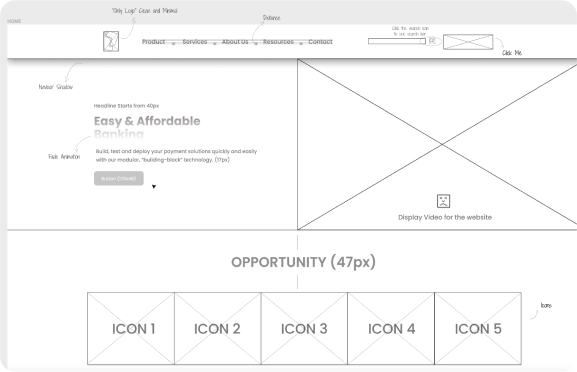 "Only Logo" Clean and Minimal
HOME
Distance
Click the search icon
to use search bar
Product Services About Us Resources Contact
Click Me
Navbar Shadow
Headline Starts from 40px
Easy & Affordable
Banking
Fade Animation
Build, test and deploy your payment solutions quickly and easily
with our modular, "building-block" technology. (17px)
Button
Display Video for the website
OPPORTUNITY (47px)
Icons
ICON 1 ICON 2 ICON 3 ICON 4 ICON 5